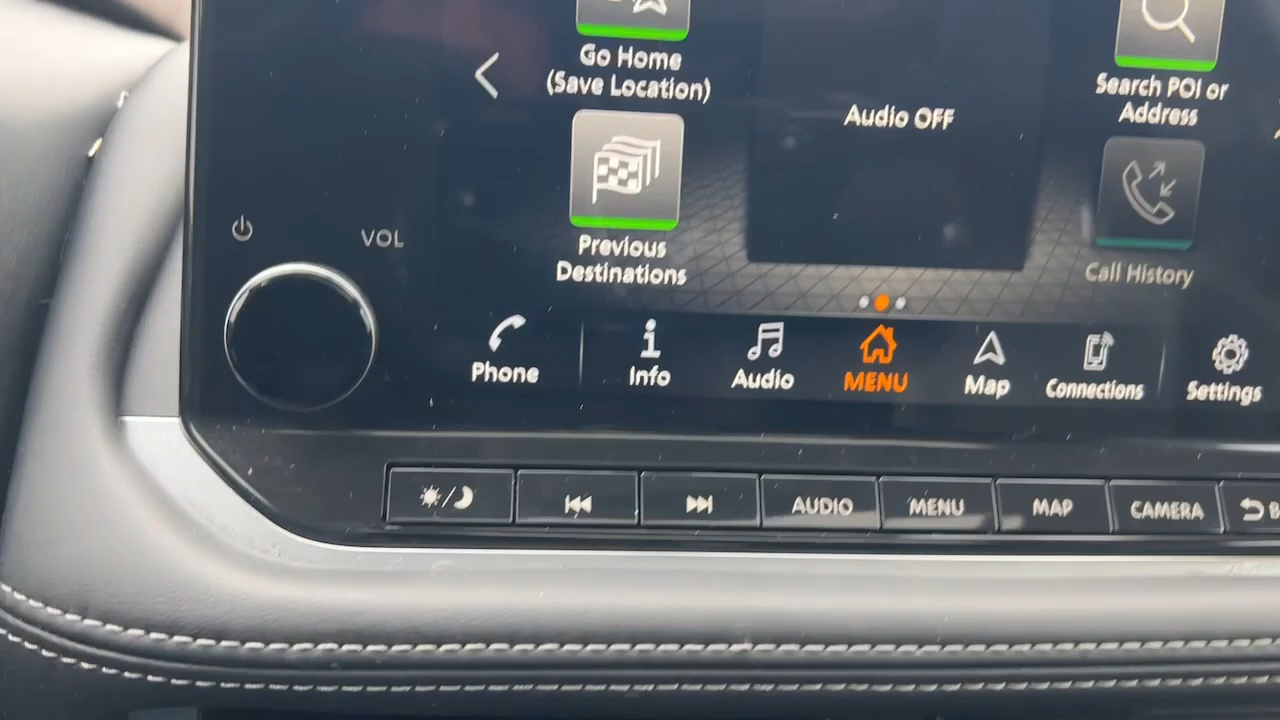 Go Home
(Save Location)
Audio OFF
Search POI or
Address
Previous
Destinations
Call History
VOL
Phone
Info
Audio
MENU
Map
Connections
Settings
AUDIO
MENU
MAP
CAMERA